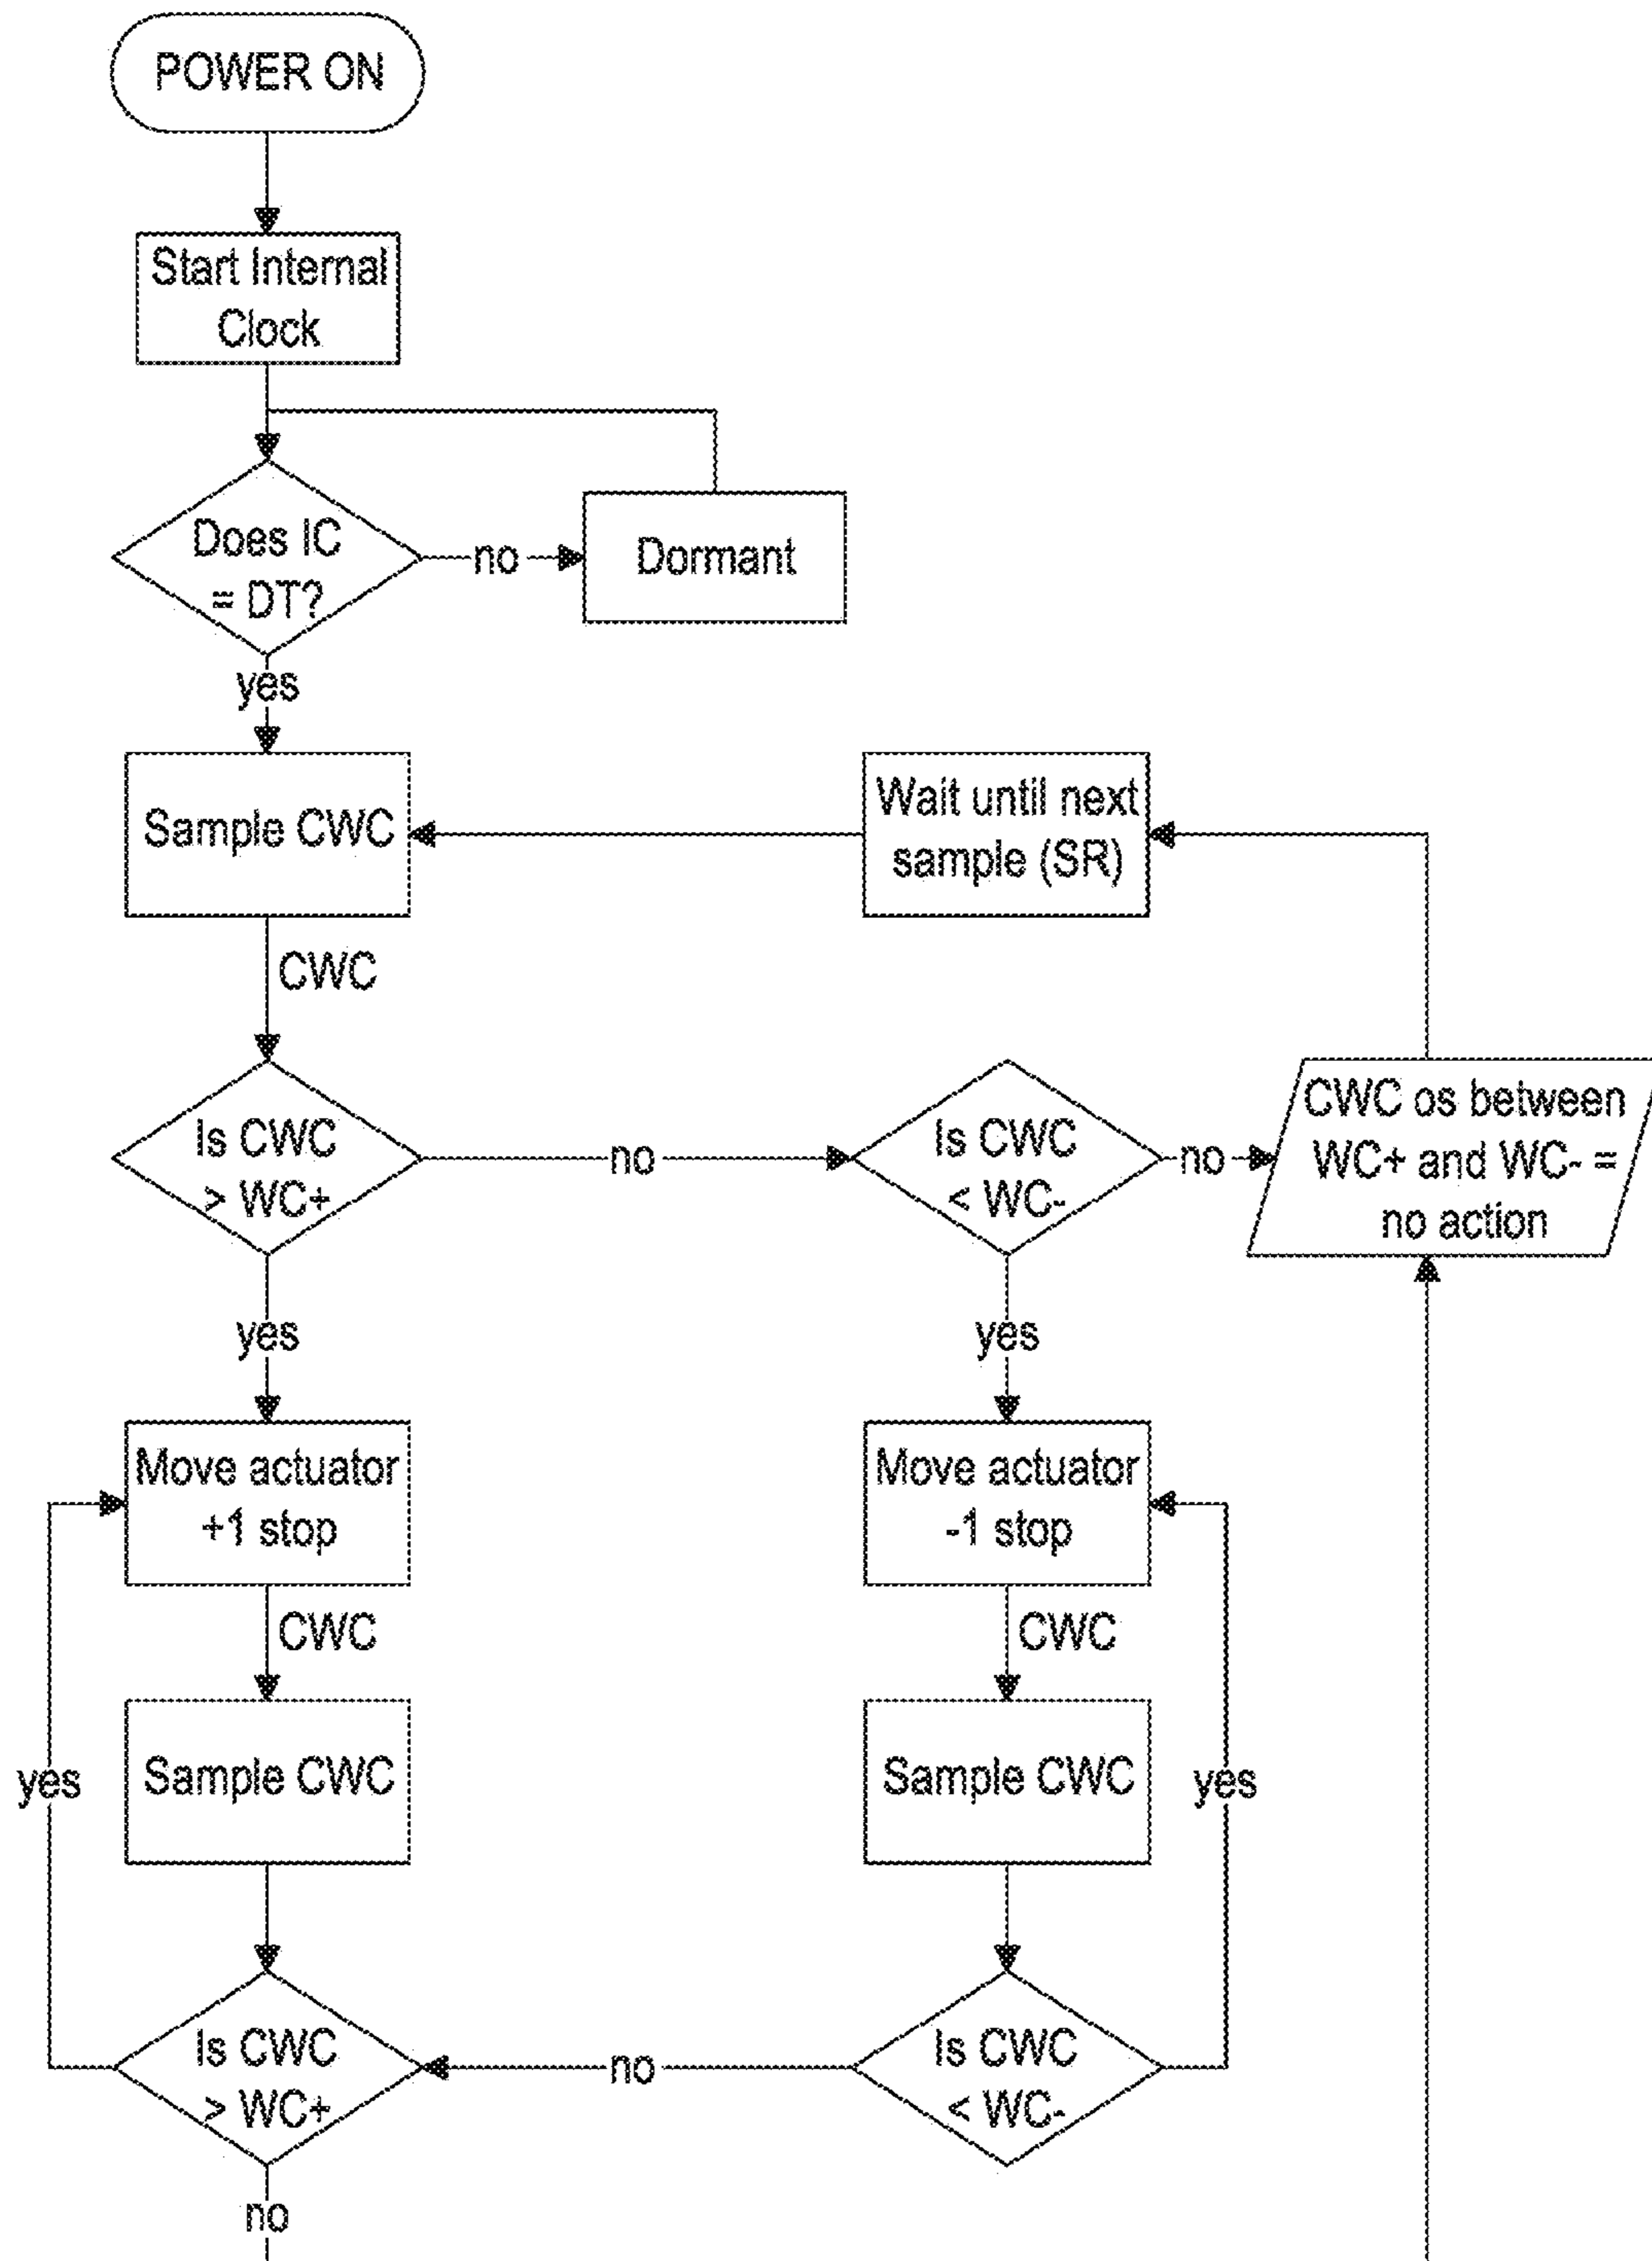 POWER ON
Start Internal
Clock
Does IC
= DT?
no
Dormant
yes
Sample CWC
Wait until next
sample (SR)
CWC
Is CWC
> WC+
no
Is CWC
< WC-
no
CWC os between
WC+ and WC- =
no action
yes
yes
Move actuator
+1 stop
Move actuator
-1 stop
CWC
CWC
yes
Sample CWC
Sample CWC
yes
Is CWC
> WC+
no
Is CWC
< WC-
no